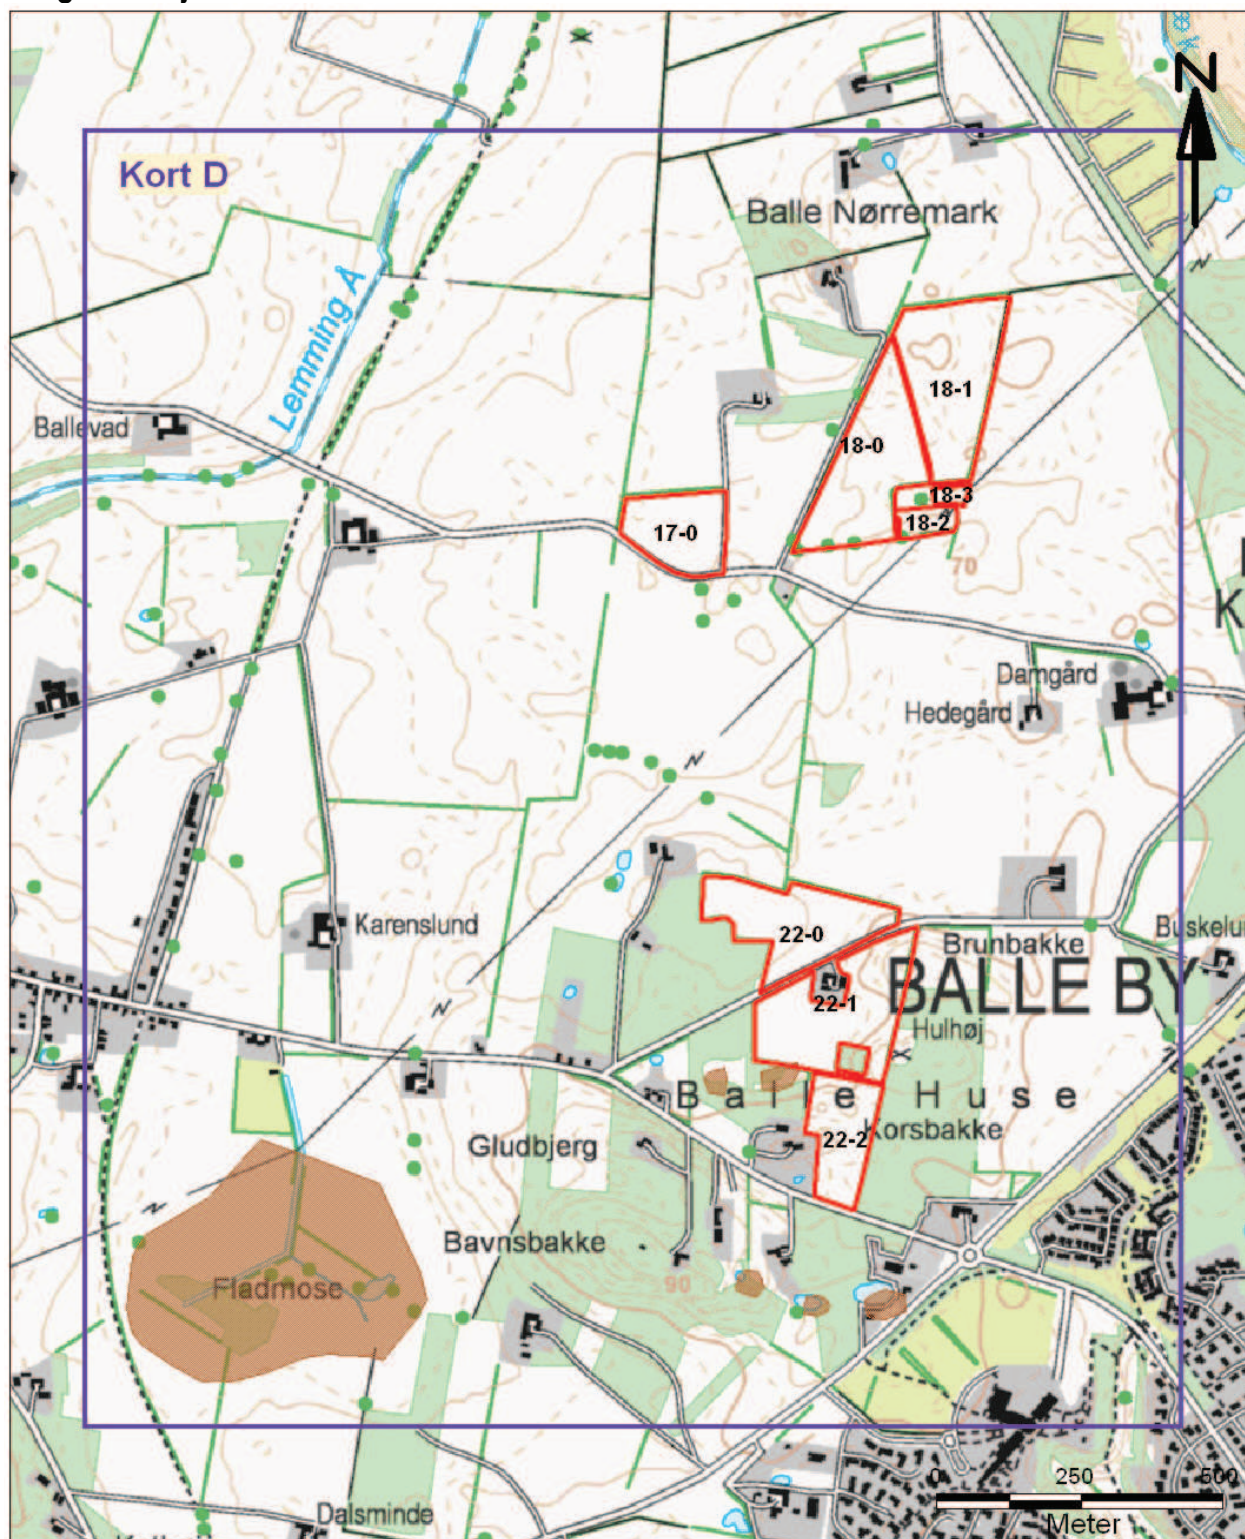 Kort D
Balle Nørremark
Lemming Å
Ballevad
18-1
18-0
18-3
17-0
18-2
70
K
Damgård
Hedegård
Karenslund
22-0
Brunbakke
BALLE BY
22-1
Hulhøj
Balle Huse
22-2
Korsbakke
Gludbjerg
Bavnsbakke
Fladmose
90
Dalsminde
0 250 500
Meter
N